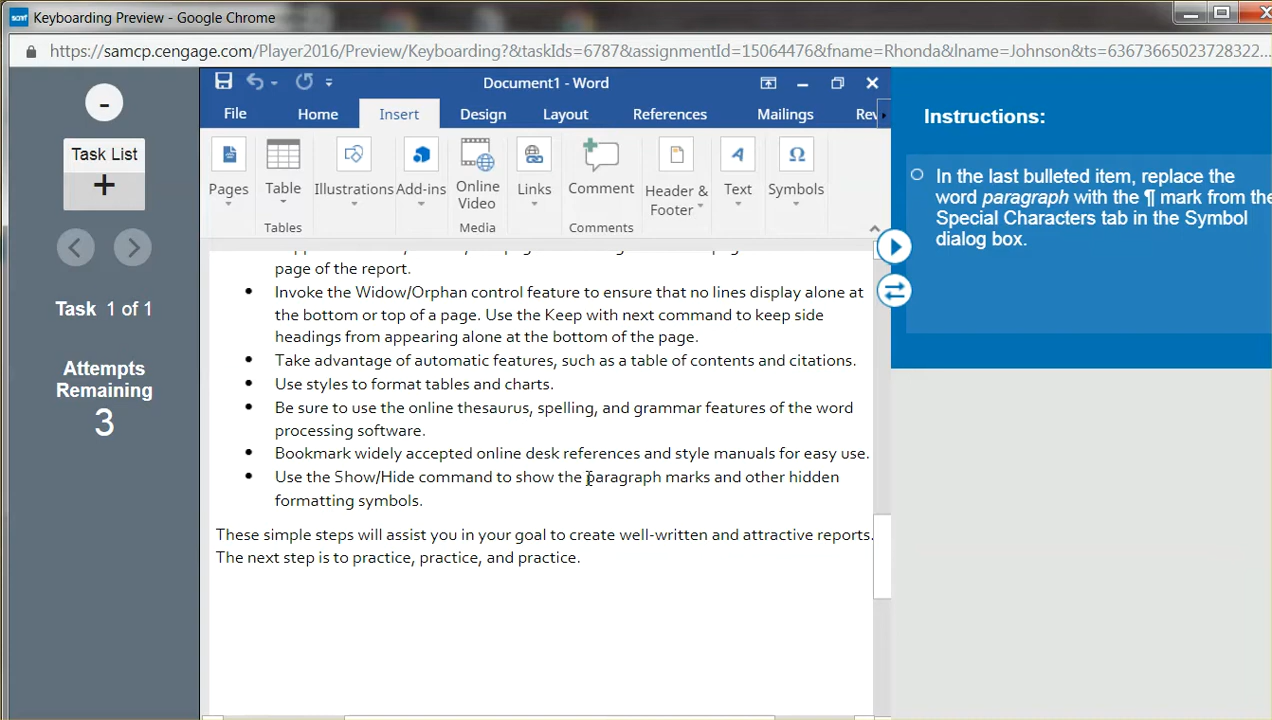 Keyboarding Preview - Google Chrome
https://samcp.cengage.com/Player2016/Preview/Keyboarding?&taskIds=6787&assignmentId=15064476&fname=Rhonda&lname=Johnson&ts=63673665023728322...
-
Task List
+
Task 1 of 1
Attempts
Remaining
3
Document1 - Word
File Home Insert Design Layout References Mailings Rev
Pages Table Illustrations Add-ins Online Video Links Comment Header & Footer Text Symbols
Tables Media Comments
page of the report.
• Invoke the Widow/Orphan control feature to ensure that no lines display alone at
the bottom or top of a page. Use the Keep with next command to keep side
headings from appearing alone at the bottom of the page.
• Take advantage of automatic features, such as a table of contents and citations.
• Use styles to format tables and charts.
• Be sure to use the online thesaurus, spelling, and grammar features of the word
processing software.
• Bookmark widely accepted online desk references and style manuals for easy use.
• Use the Show/Hide command to show the paragraph marks and other hidden
formatting symbols.
These simple steps will assist you in your goal to create well-written and attractive reports.
The next step is to practice, practice, and practice.
Instructions:
In the last bulleted item, replace the
word paragraph with the ¶ mark from the
Special Characters tab in the Symbol
dialog box.